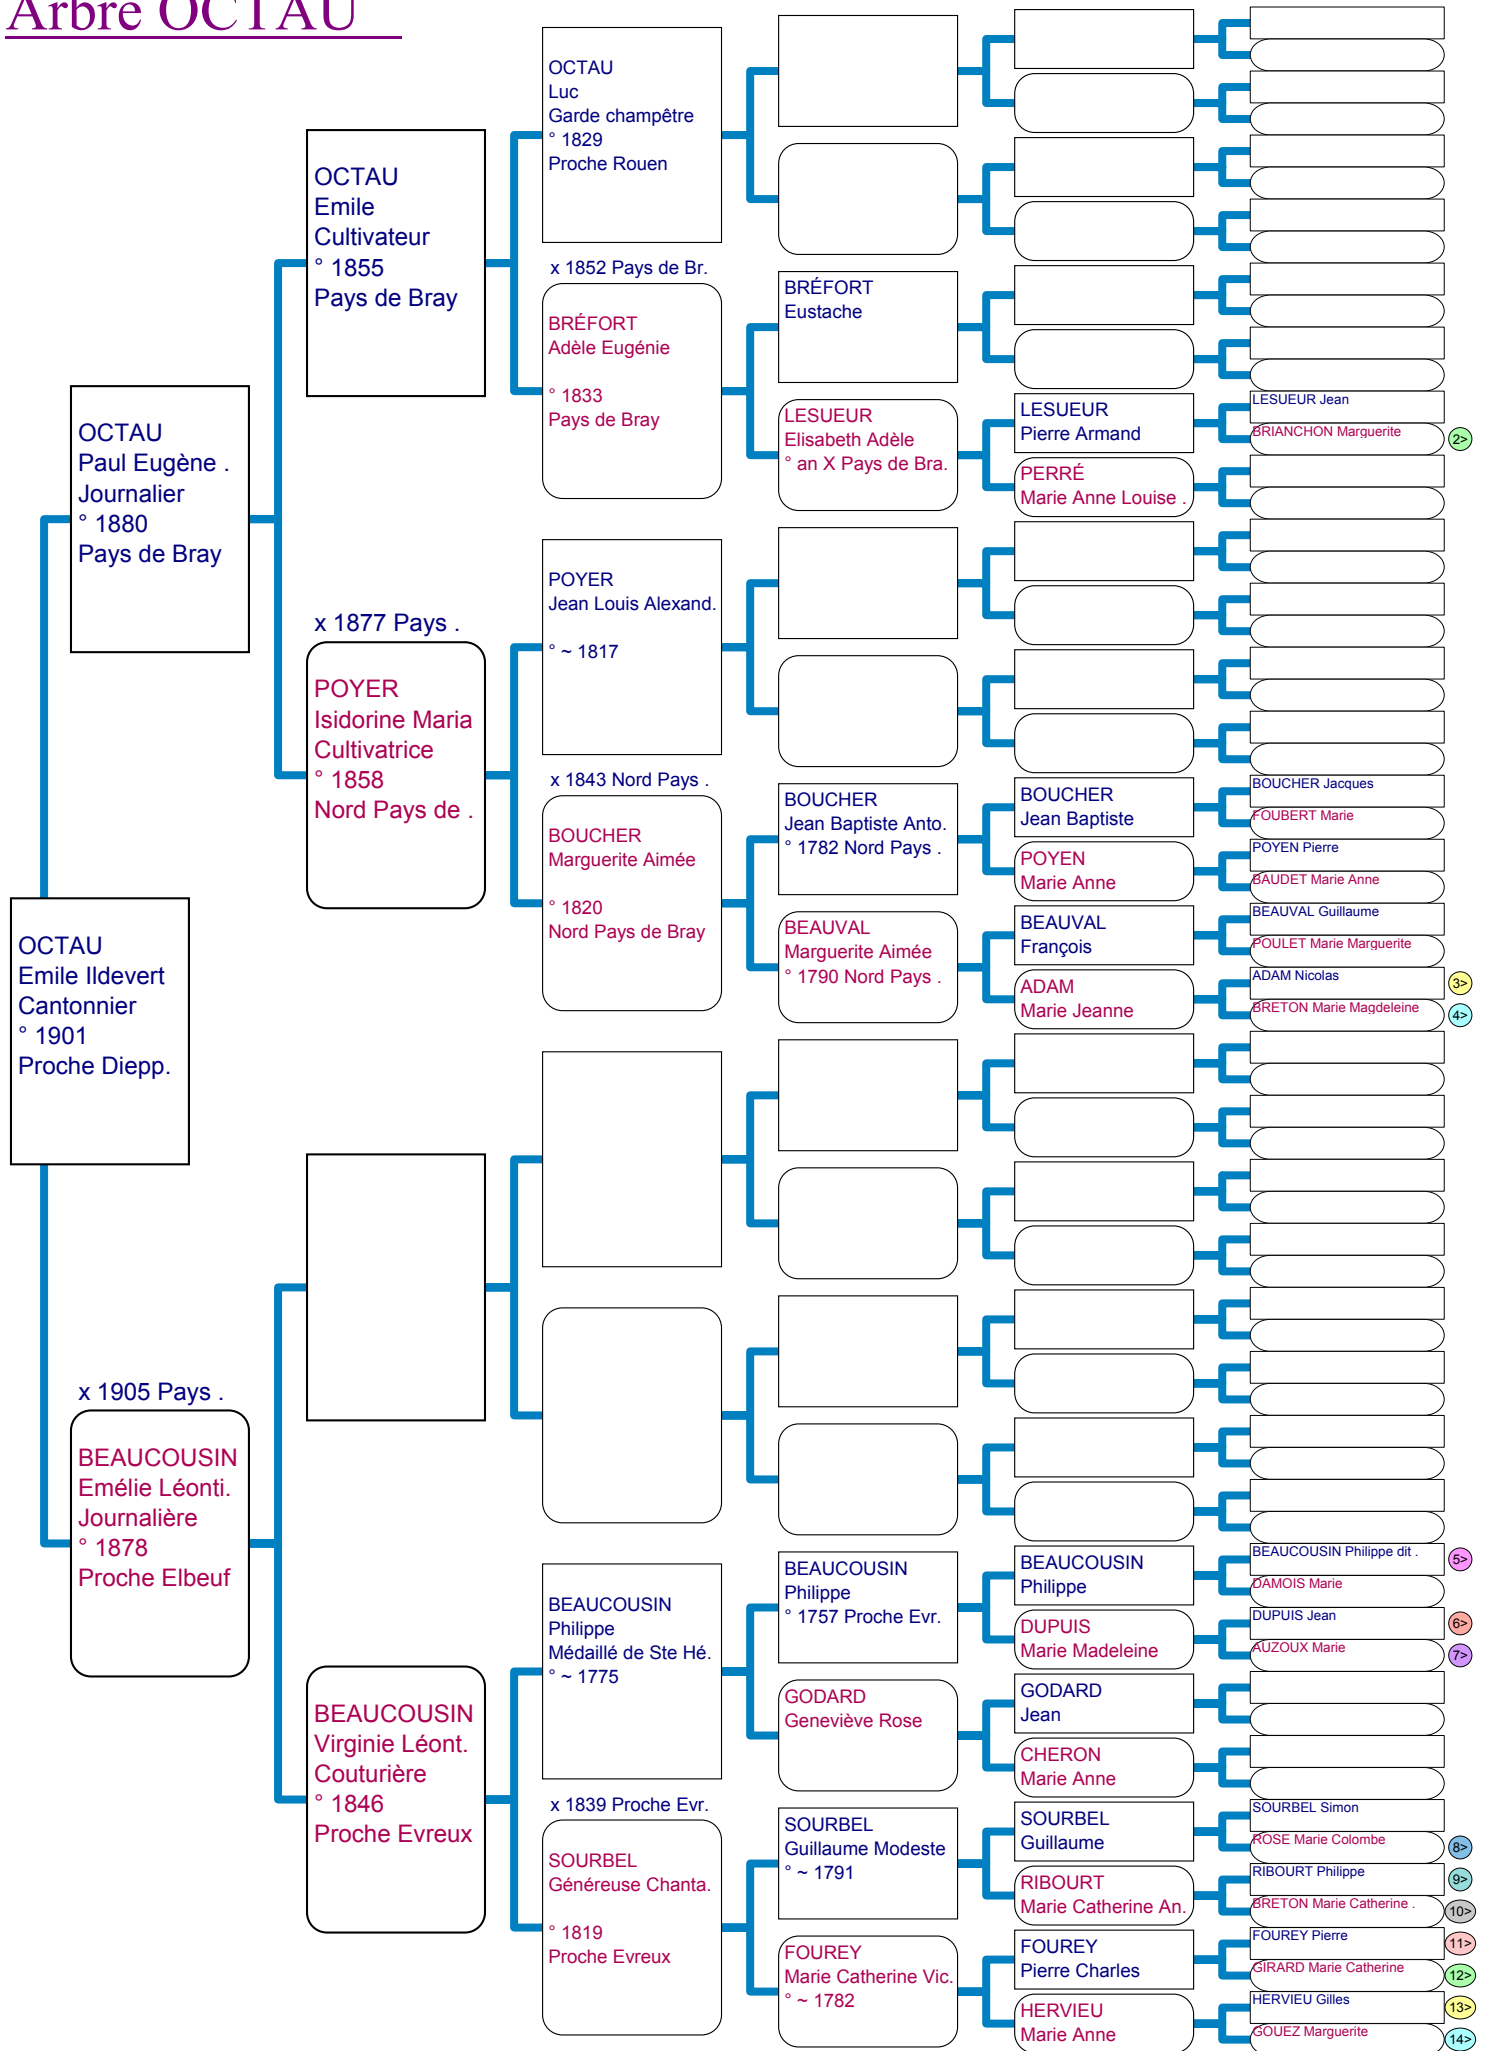 Arbre OCTAU
OCTAU
Emile Ildevert
Cantonnier
° 1901
Proche Diepp.
OCTAU
Paul Eugène .
Journalier
° 1880
Pays de Bray
x 1905 Pays .
BEAUCOUSIN
Emélie Léonti.
Journalière
° 1878
Proche Elbeuf
OCTAU
Emile
Cultivateur
° 1855
Pays de Bray
x 1877 Pays .
POYER
Isidorine Maria
Cultivatrice
° 1858
Nord Pays de .
BEAUCOUSIN
Virginie Léont.
Couturière
° 1846
Proche Evreux
OCTAU
Luc
Garde champêtre
° 1829
Proche Rouen
x 1852 Pays de Br.
BRÉFORT
Adèle Eugénie
° 1833
Pays de Bray
POYER
Jean Louis Alexand.
° ~ 1817
x 1843 Nord Pays .
BOUCHER
Marguerite Aimée
° 1820
Nord Pays de Bray
BEAUCOUSIN
Philippe
Médaillé de Ste Hé.
° ~ 1775
x 1839 Proche Evr.
SOURBEL
Généreuse Chanta.
° 1819
Proche Evreux
BRÉFORT
Eustache
LESUEUR
Elisabeth Adèle
° an X Pays de Bra.
BOUCHER
Jean Baptiste Anto.
° 1782 Nord Pays .
BEAUVAL
Marguerite Aimée
° 1790 Nord Pays .
BEAUCOUSIN
Philippe
° 1757 Proche Evr.
GODARD
Geneviève Rose
SOURBEL
Guillaume Modeste
° ~ 1791
FOUREY
Marie Catherine Vic.
° ~ 1782
LESUEUR
Pierre Armand
PERRÉ
Marie Anne Louise .
BOUCHER
Jean Baptiste
POYEN
Marie Anne
BEAUVAL
François
ADAM
Marie Jeanne
BEAUCOUSIN
Philippe
DUPUIS
Marie Madeleine
GODARD
Jean
CHERON
Marie Anne
SOURBEL
Guillaume
RIBOURT
Marie Catherine An.
FOUREY
Pierre Charles
HERVIEU
Marie Anne
LESUEUR Jean
BRIANCHON Marguerite 2>
BOUCHER Jacques
FOUBERT Marie
POYEN Pierre
BAUDET Marie Anne
BEAUVAL Guillaume
POULET Marie Marguerite
ADAM Nicolas 3>
BRETON Marie Magdeleine 4>
BEAUCOUSIN Philippe dit . 5>
DAMOIS Marie
DUPUIS Jean 6>
AUZOUX Marie 7>
SOURBEL Simon
ROSE Marie Colombe 8>
RIBOURT Philippe 9>
BRETON Marie Catherine . 10>
FOUREY Pierre 11>
GIRARD Marie Catherine 12>
HERVIEU Gilles 13>
GOUEZ Marguerite 14>